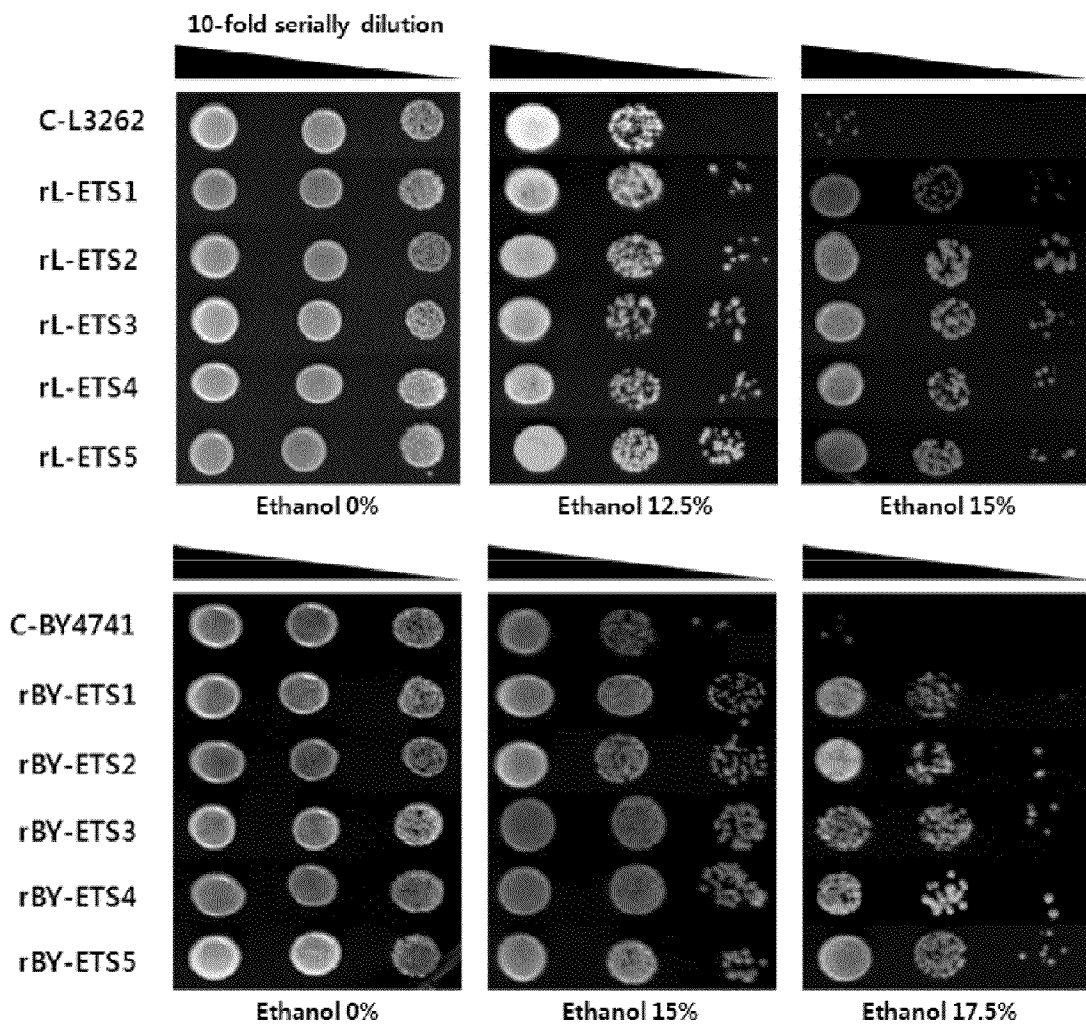 10-fold serially dilution
C-L3262
rL-ETS1
rL-ETS2
rL-ETS3
rL-ETS4
rL-ETS5
Ethanol 0%
Ethanol 12.5%
Ethanol 15%
C-BY4741
rBY-ETS1
rBY-ETS2
rBY-ETS3
rBY-ETS4
rBY-ETS5
Ethanol 0%
Ethanol 15%
Ethanol 17.5%